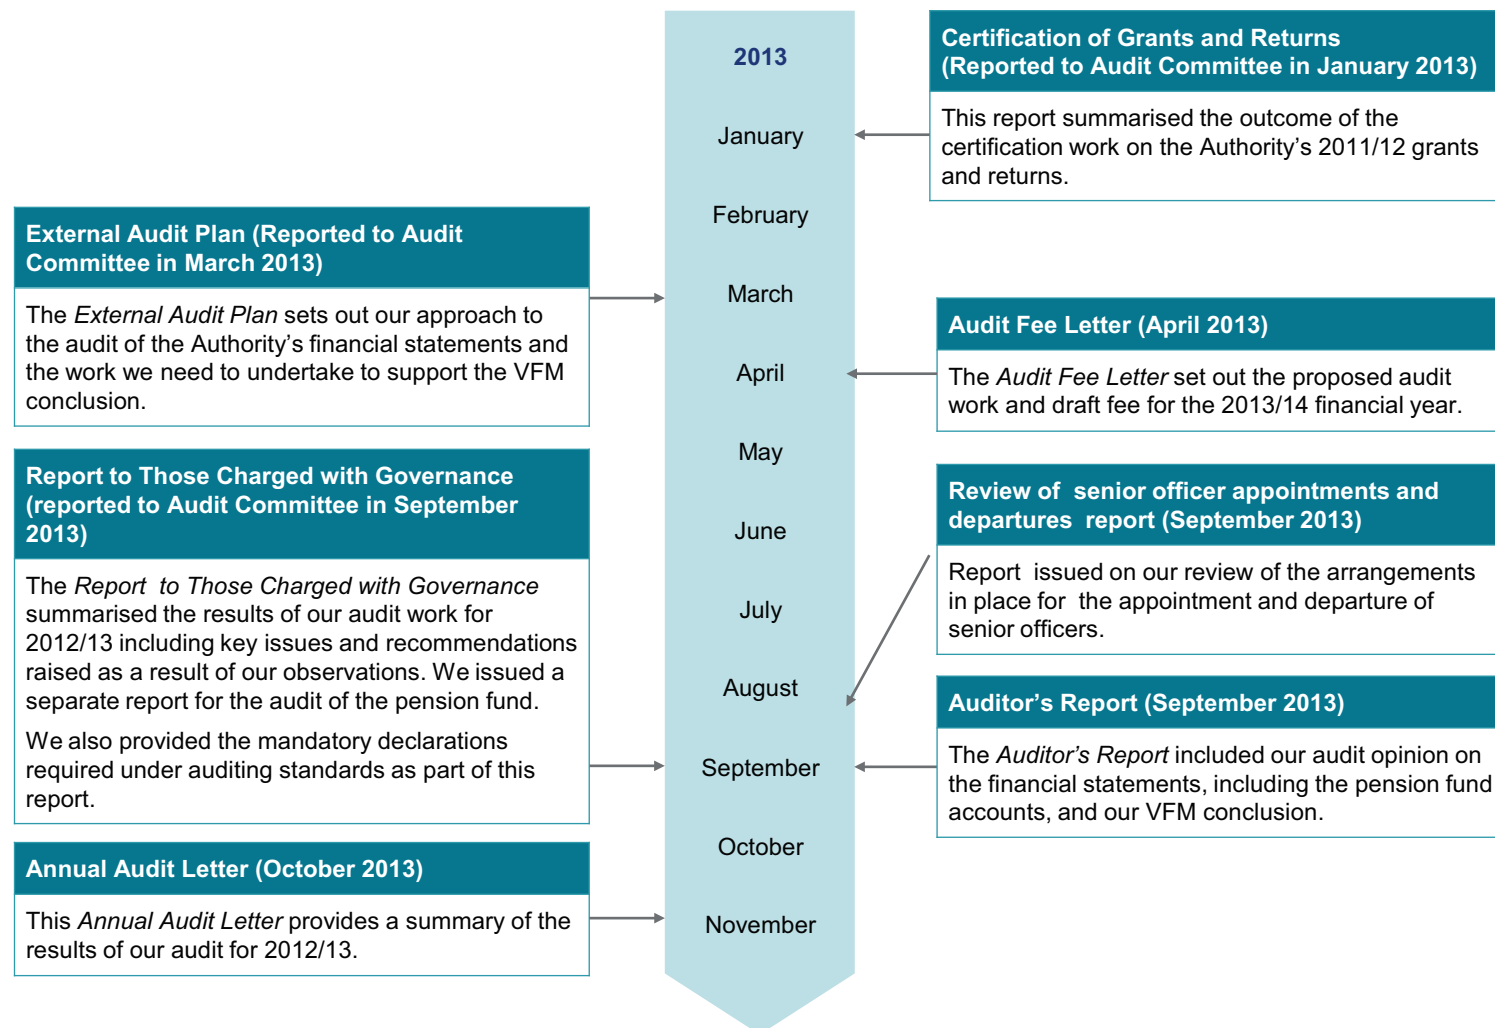 2013
January
February
March
April
May
June
July
August
September
October
November
External Audit Plan (Reported to Audit
Committee in March 2013)
The External Audit Plan sets out our approach to
the audit of the Authority's financial statements and
the work we need to undertake to support the VFM
conclusion.
Report to Those Charged with Governance
(reported to Audit Committee in September
2013)
The Report to Those Charged with Governance
summarised the results of our audit work for
2012/13 including key issues and recommendations
raised as a result of our observations. We issued a
separate report for the audit of the pension fund.
We also provided the mandatory declarations
required under auditing standards as part of this
report.
Annual Audit Letter (October 2013)
This Annual Audit Letter provides a summary of the
results of our audit for 2012/13.
Certification of Grants and Returns
(Reported to Audit Committee in January 2013)
This report summarised the outcome of the
certification work on the Authority's 2011/12 grants
and returns.
Audit Fee Letter (April 2013)
The Audit Fee Letter set out the proposed audit
work and draft fee for the 2013/14 financial year.
Review of senior officer appointments and
departures report (September 2013)
Report issued on our review of the arrangements
in place for the appointment and departure of
senior officers.
Auditor's Report (September 2013)
The Auditor's Report included our audit opinion on
the financial statements, including the pension fund
accounts, and our VFM conclusion.